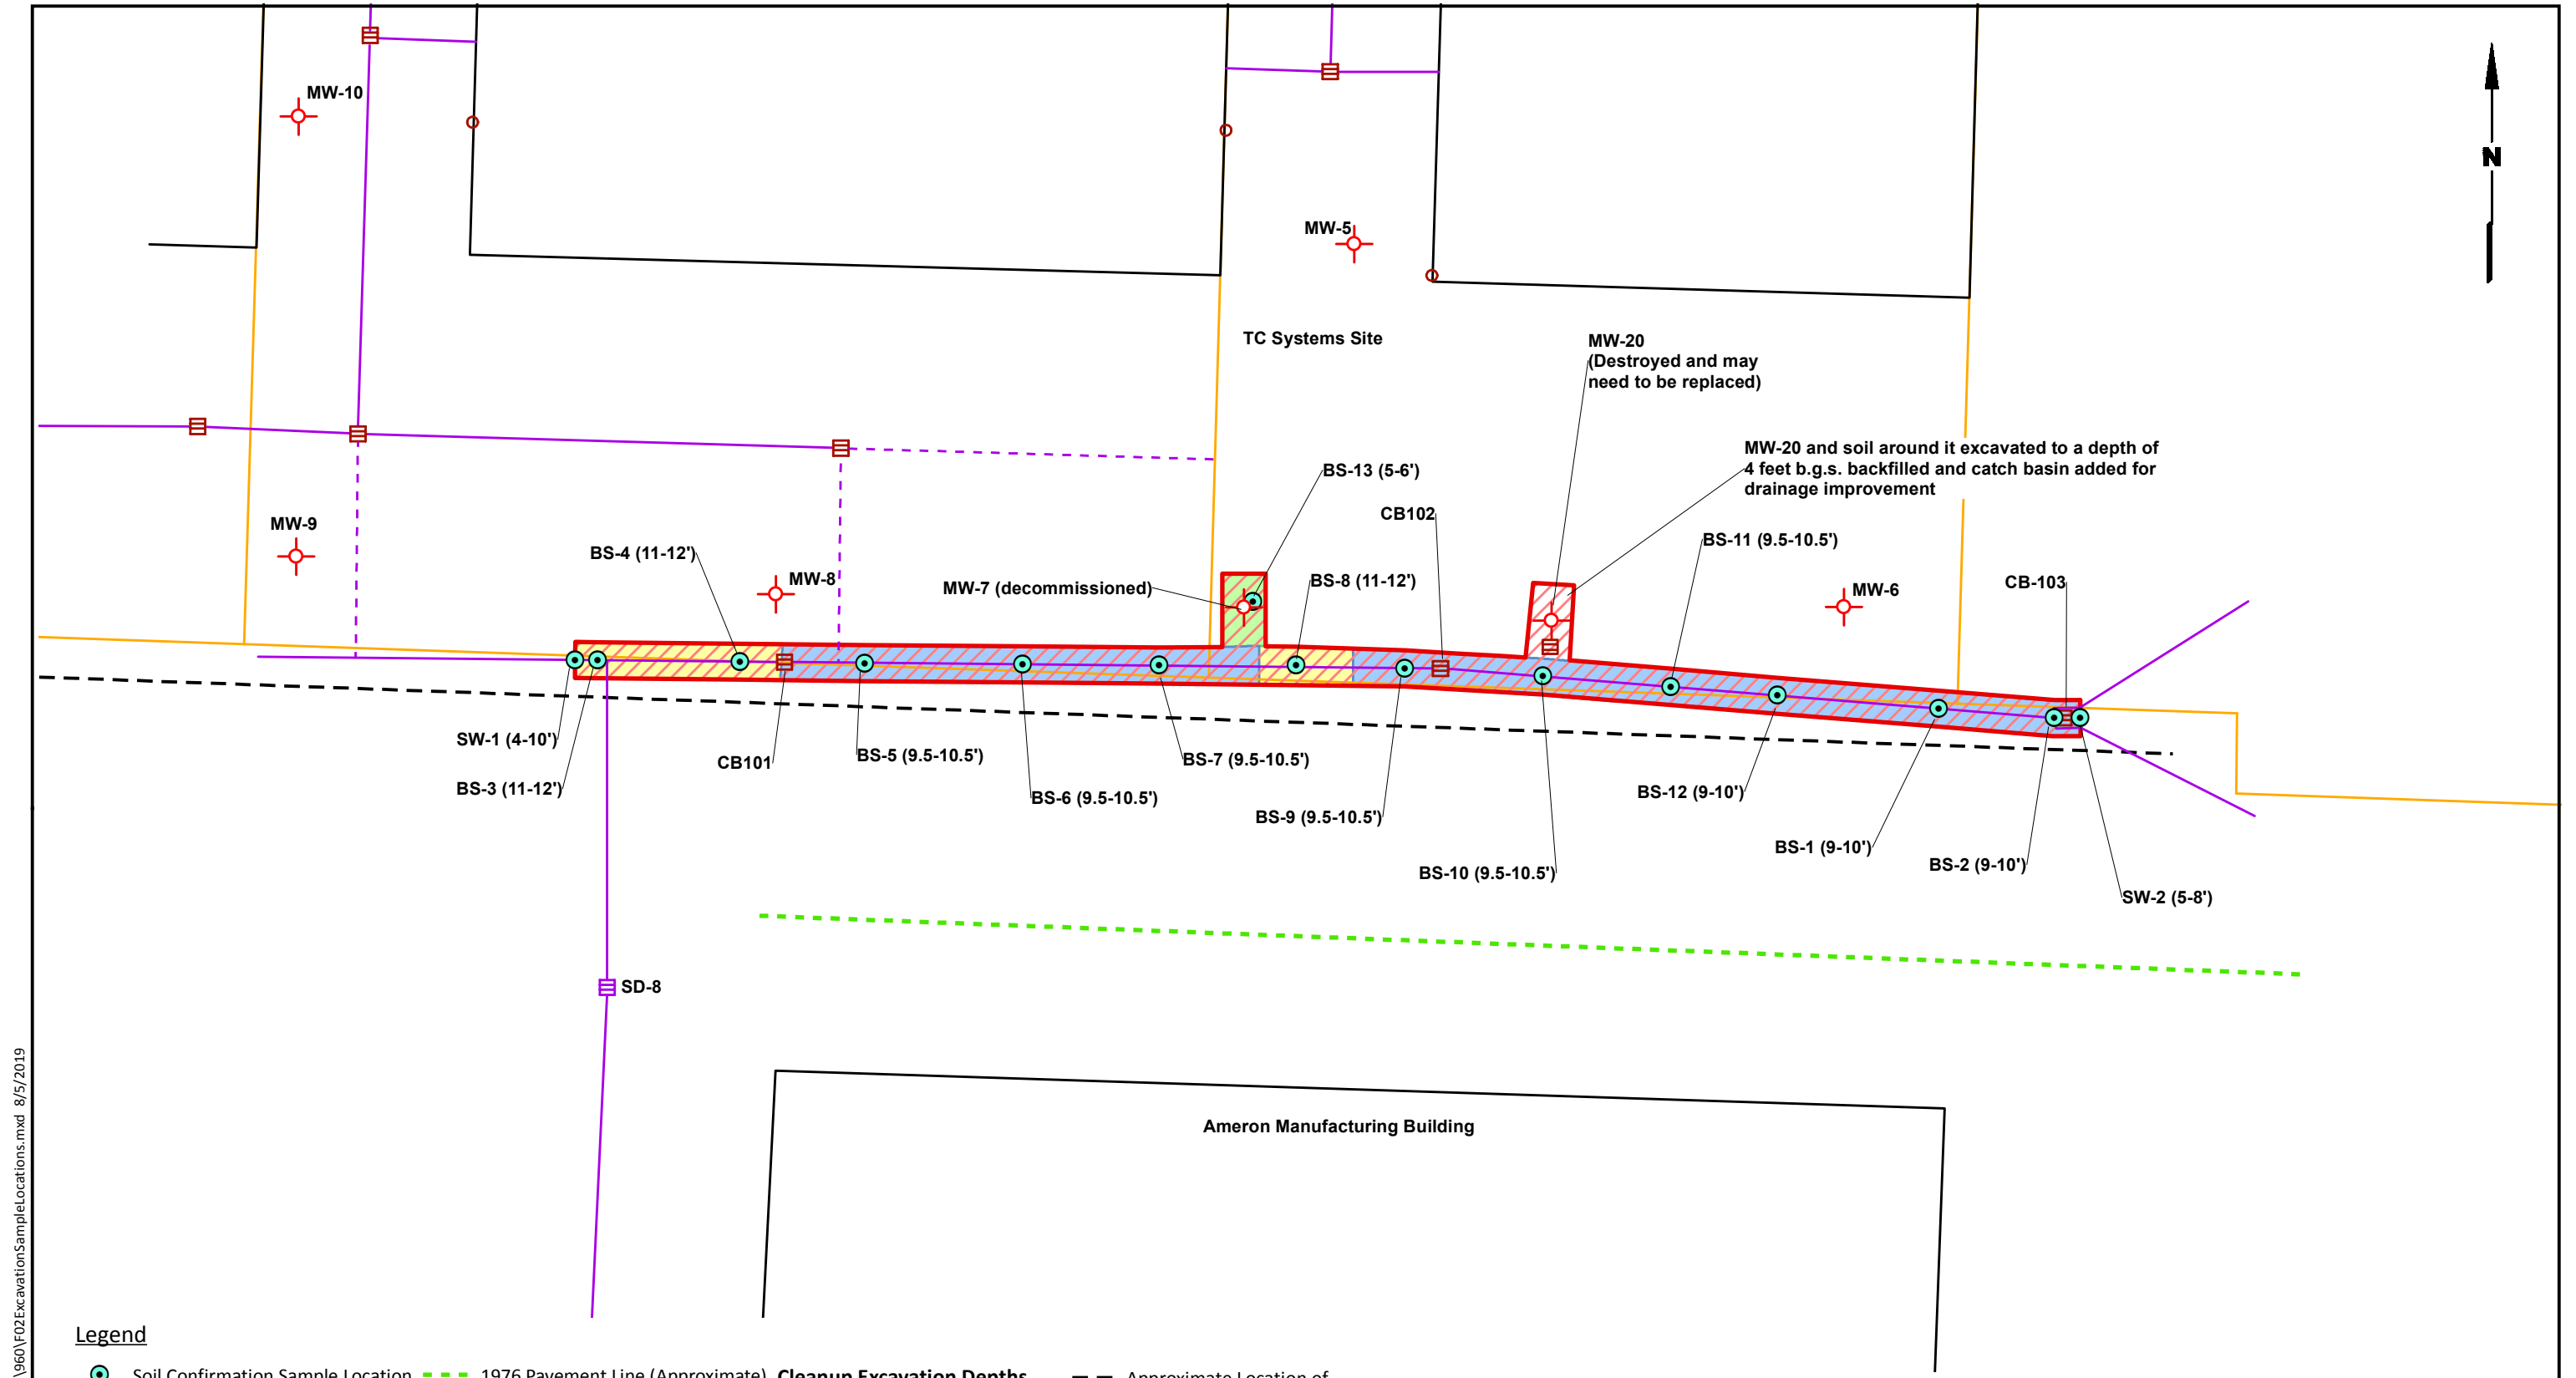 MW-10
N
MW-5
TC Systems Site
MW-20
(Destroyed and may
need to be replaced)
MW-20 and soil around it excavated to a depth of
4 feet b.g.s. backfilled and catch basin added for
drainage improvement
BS-13 (5-6')
CB102
MW-9
BS-4 (11-12')
BS-11 (9.5-10.5')
MW-8
MW-7 (decommissioned)
BS-8 (11-12')
MW-6
CB-103
SW-1 (4-10')
CB101
BS-5 (9.5-10.5')
BS-7 (9.5-10.5')
BS-3 (11-12')
BS-6 (9.5-10.5')
BS-12 (9-10')
BS-9 (9.5-10.5')
BS-1 (9-10')
BS-2 (9-10')
BS-10 (9.5-10.5')
SW-2 (5-8')
SD-8
Ameron Manufacturing Building
\960\F02ExcavationSampleLocations.mxd 8/5/2019
Legend
Soil Confirmation Sample Location
1976 Pavement Line (Approximate)
Cleanup Excavation Depths
Approximate Location of